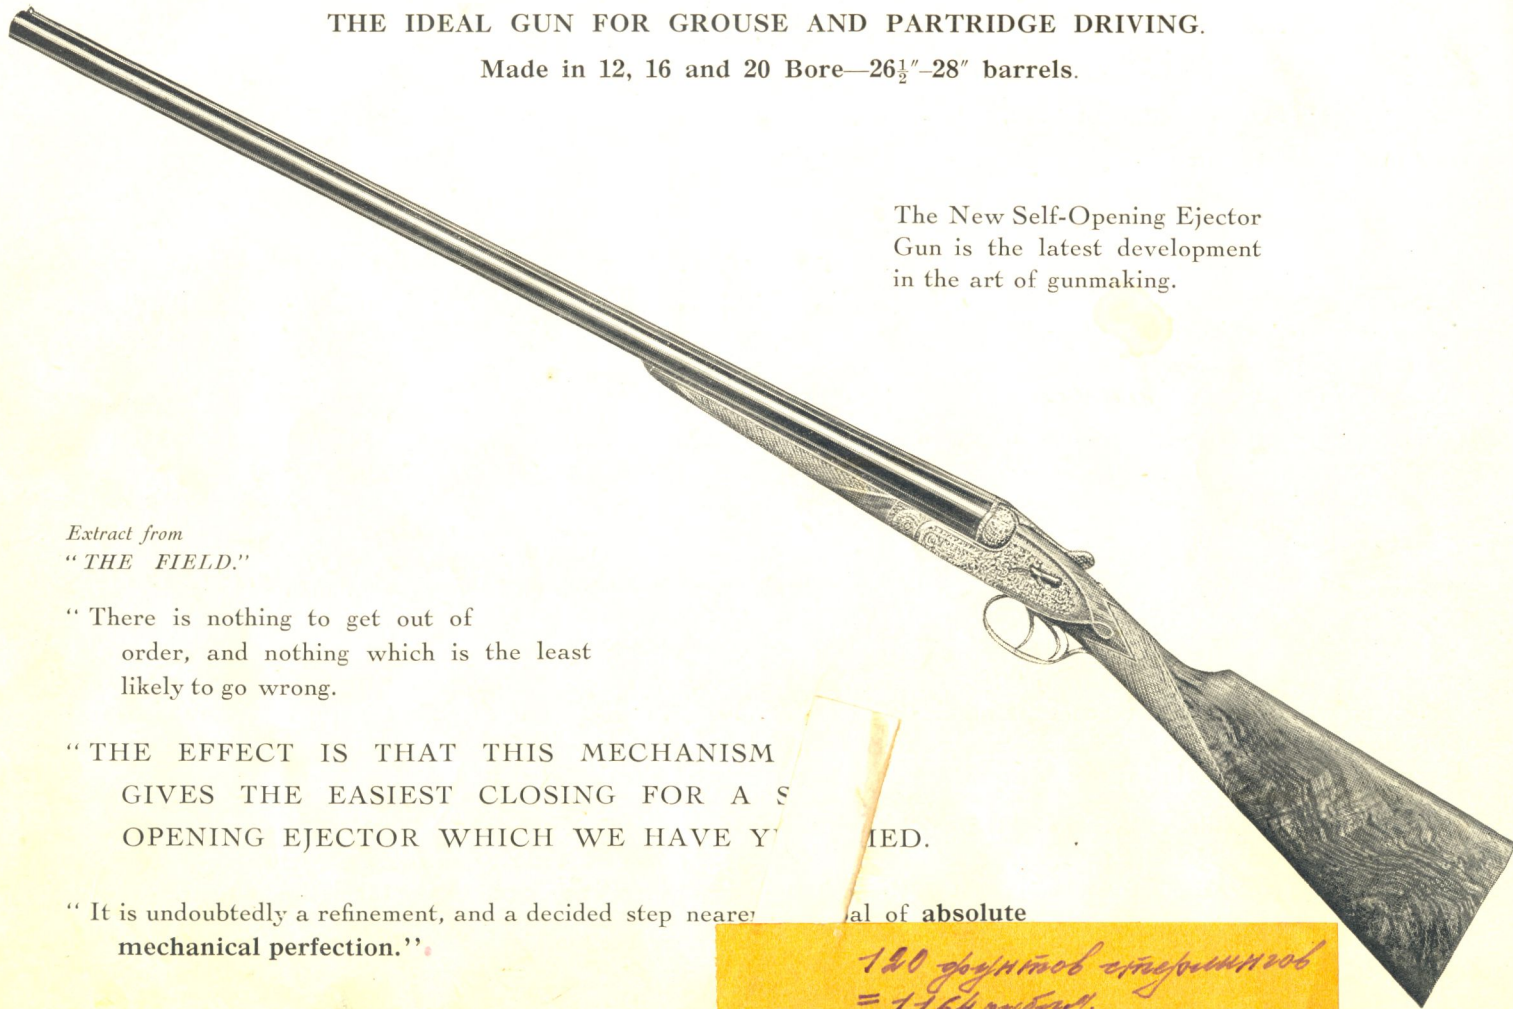 THE IDEAL GUN FOR GROUSE AND PARTRIDGE DRIVING.
Made in 12, 16 and 20 Bore—26½″–28″ barrels.
The New Self-Opening Ejector
Gun is the latest development
in the art of gunmaking.
Extract from
“ THE FIELD.”
“ There is nothing to get out of
order, and nothing which is the least
likely to go wrong.
“ THE EFFECT IS THAT THIS MECHANISM
GIVES THE EASIEST CLOSING FOR A S
OPENING EJECTOR WHICH WE HAVE Y IED.
“ It is undoubtedly a refinement, and a decided step nearer al of absolute
mechanical perfection.”
120 фунтов стерлингов
= 1164